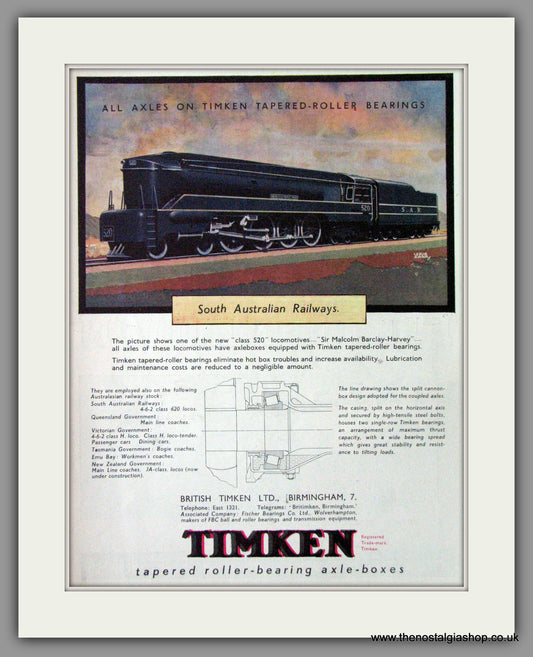 ALL AXLES ON TIMKEN TAPERED-ROLLER BEARINGS
520
520
S.A.R.
South Australian Railways.
The picture shows one of the new "class 520" locomotives—"Sir Malcolm Barclay-Harvey"—
all axles of these locomotives have axleboxes equipped with Timken tapered-roller bearings.
Timken tapered-roller bearings eliminate hot box troubles and increase availability. Lubrication
and maintenance costs are reduced to a negligible amount.
They are employed also on the following
Australasian railway stock:
South Australian Railways:
4-6-2 class 620 locos.
Queensland Government:
Main line coaches.
Victorian Government:
4-6-2 class H. loco. Class H. loco-tender.
Passenger cars. Dining cars.
Tasmania Government: Bogie coaches.
Emu Bay: Workmen's coaches.
New Zealand Government:
Main Line coaches. JA-class. locos (now
under construction).
The line drawing shows the split cannon-
box design adopted for the coupled axles.
The casing, split on the horizontal axis
and secured by high-tensile steel bolts,
houses two single-row Timken bearings,
an arrangement of maximum thrust
capacity, with a wide bearing spread
which gives great stability and resist-
ance to tilting loads.
BRITISH TIMKEN LTD., BIRMINGHAM, 7.
Telephone: East 1321. Telegrams: 'Britimken, Birmingham.'
Associated Company: Fischer Bearings Co. Ltd., Wolverhampton,
makers of FBC ball and roller bearings and transmission equipment.
TIMKEN
Registered
Trade-mark,
Timken
tapered roller-bearing axle-boxes
www.thenostalgiashop.co.uk